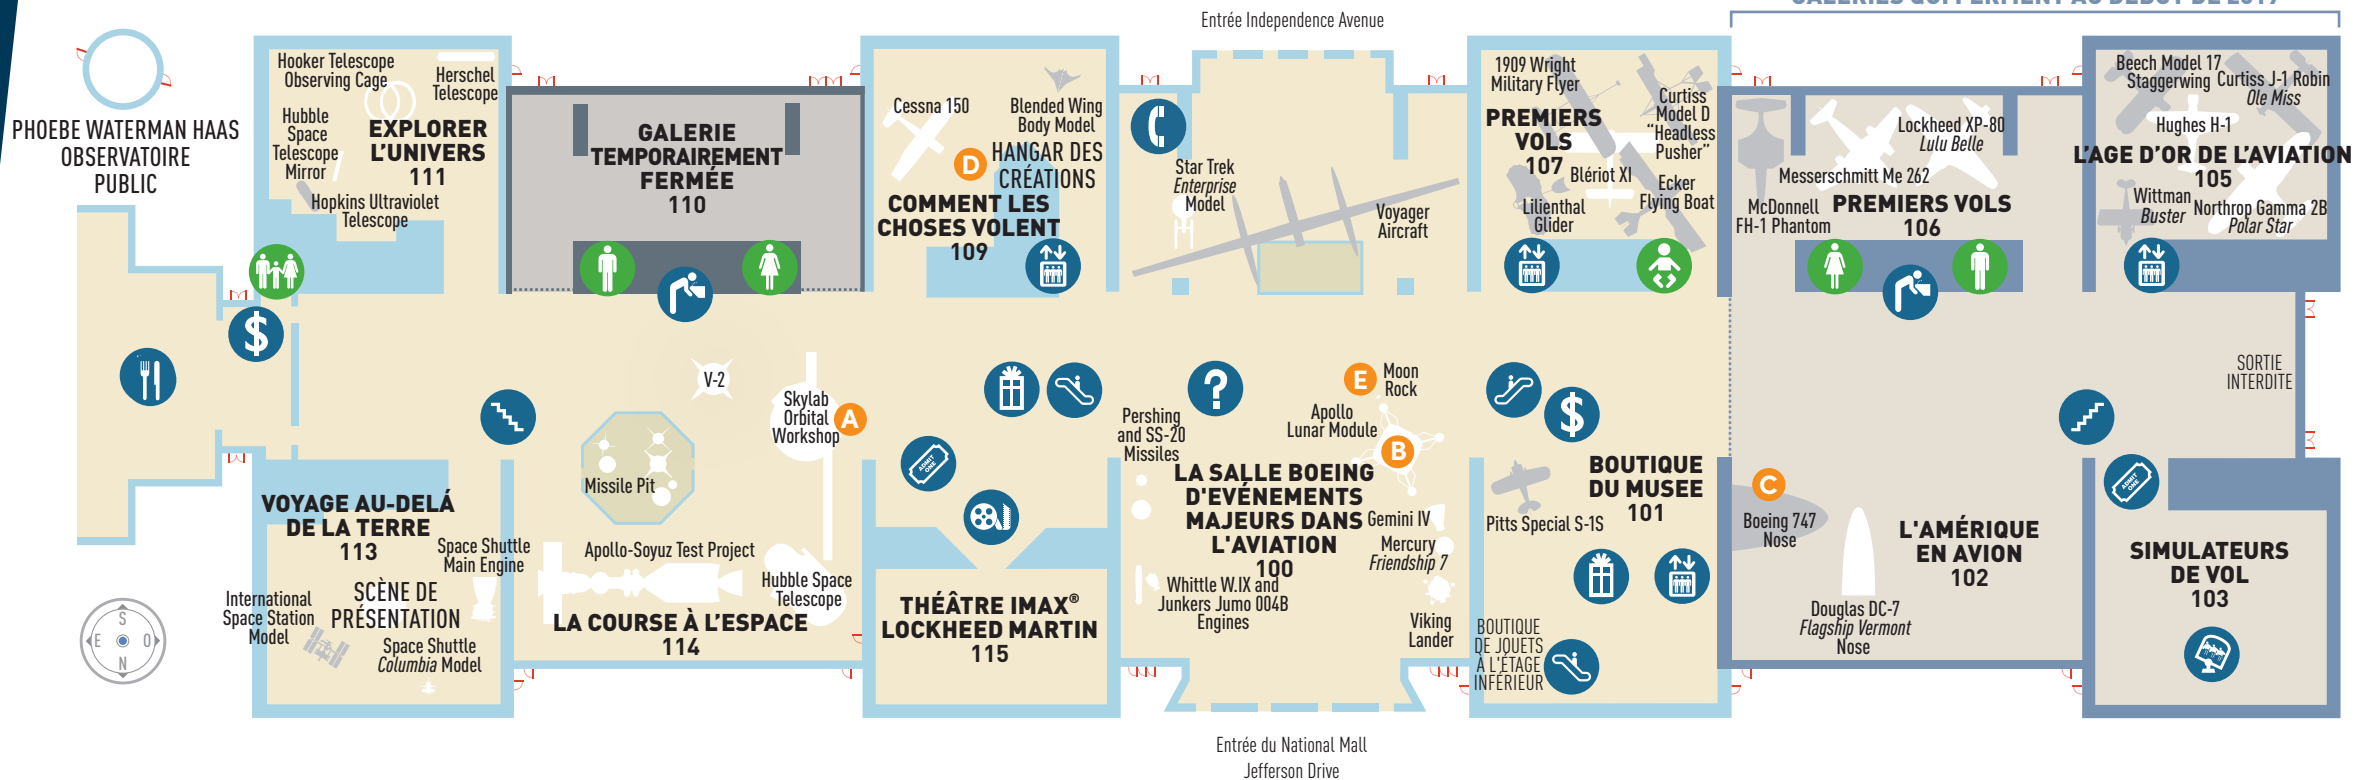 Entrée Independence Avenue
GALERIES QUI FERMENT AU DÉBUT DE 2019
PHOEBE WATERMAN HAAS
OBSERVATOIRE
PUBLIC
Hooker Telescope
Observing Cage
Herschel
Telescope
Hubble
Space
Telescope
Mirror
EXPLORER
L'UNIVERS
111
Hopkins Ultraviolet
Telescope
GALERIE
TEMPORAIREMENT
FERMÉE
110
Cessna 150
Blended Wing
Body Model
D
HANGAR DES
CRÉATIONS
COMMENT LES
CHOSES VOLENT
109
Star Trek
Enterprise
Model
Voyager
Aircraft
1909 Wright
Military Flyer
PREMIERS
VOLS
107
Curtiss
Model D
"Headless
Pusher"
Blériot XI
Lilienthal
Glider
Ecker
Flying Boat
Lockheed XP-80
Lulu Belle
Messerschmitt Me 262
McDonnell
FH-1 Phantom
PREMIERS VOLS
106
Beech Model 17
Staggerwing
Curtiss J-1 Robin
Ole Miss
Hughes H-1
L'AGE D'OR DE L'AVIATION
105
Wittman
Buster
Northrop Gamma 2B
Polar Star
$
V-2
Skylab
Orbital
Workshop
A
Missile Pit
?
E
Moon
Rock
Apollo
Lunar Module
B
Pershing
and SS-20
Missiles
$
SORTIE
INTERDITE
ADMIT
ONE
VOYAGE AU-DELÁ
DE LA TERRE
113
Space Shuttle
Main Engine
SCÈNE DE
PRÉSENTATION
International
Space Station
Model
Space Shuttle
Columbia Model
Apollo-Soyuz Test Project
Hubble Space
Telescope
LA COURSE À L'ESPACE
114
THÉÂTRE IMAX®
LOCKHEED MARTIN
115
LA SALLE BOEING
D'EVÉNEMENTS
MAJEURS DANS
L'AVIATION
100
Gemini IV
Mercury
Friendship 7
Whittle W.IX and
Junkers Jumo 004B
Engines
Viking
Lander
BOUTIQUE
DU MUSEE
101
Pitts Special S-1S
BOUTIQUE
DE JOUETS
À L'ÉTAGE
INFÉRIEUR
C
Boeing 747
Nose
L'AMÉRIQUE
EN AVION
102
Douglas DC-7
Flagship Vermont
Nose
ADMIT
ONE
SIMULATEURS
DE VOL
103
S
E
O
N
Entrée du National Mall
Jefferson Drive